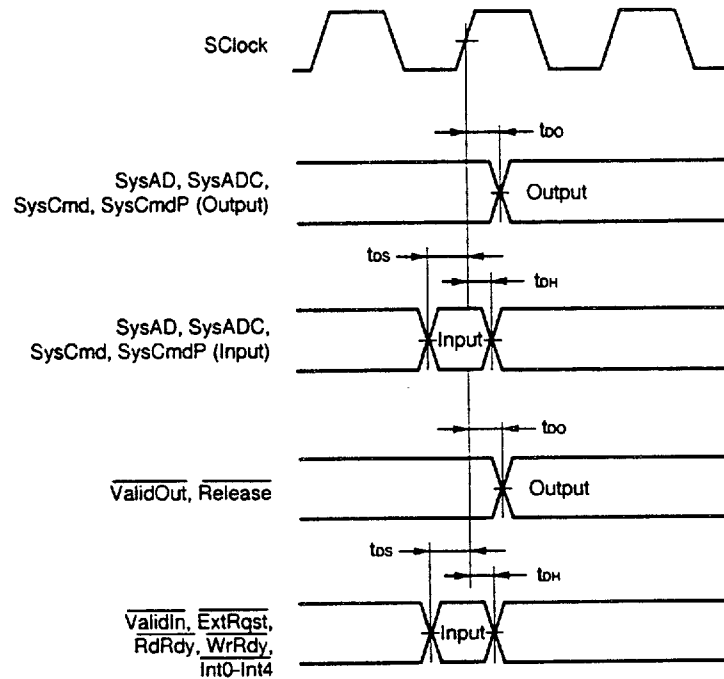 SClock
tDO
SysAD, SysADC,
SysCmd, SysCmdP (Output)
Output
tDS
tDH
SysAD, SysADC,
SysCmd, SysCmdP (Input)
Input
tDO
ValidOut, Release
Output
tDS
tDH
ValidIn, ExtRqst,
RdRdy, WrRdy,
Int0-Int4
Input